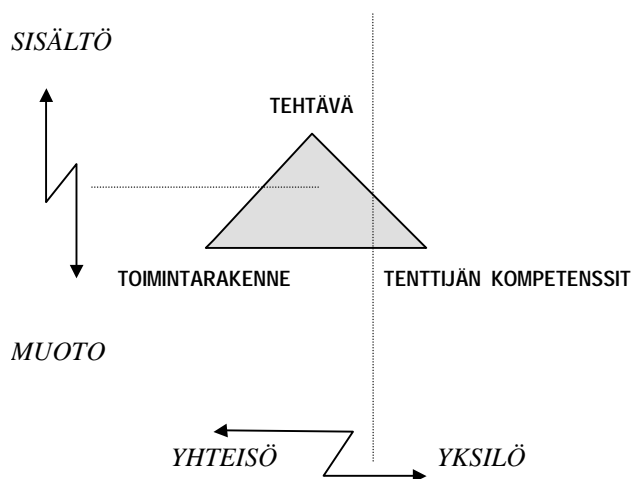 SISÄLTÖ
TEHTÄVÄ
TOIMINTARAKENNE
TENTTIJÄN KOMPETENSSIT
MUOTO
YHTEISÖ
YKSILÖ